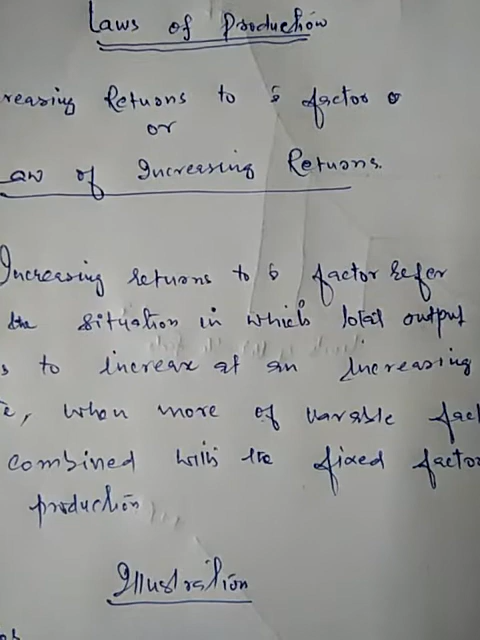 Laws of Production
reasing Returns to a factor
or
Law of Increasing Returns.
Increasing returns to a factor refer
the situation in which total output
s to increase at an increasing
e, when more of variable fac
combined with the fixed factor
production
Illustration